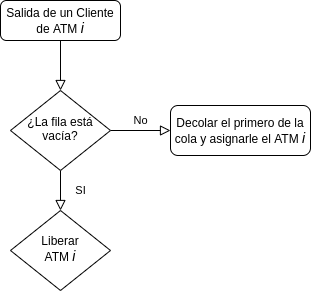 Salida de un Cliente
de ATM i
¿La fila está
vacía?
No
Decolar el primero de la
cola y asignarle el ATM i
SI
Liberar
ATM i